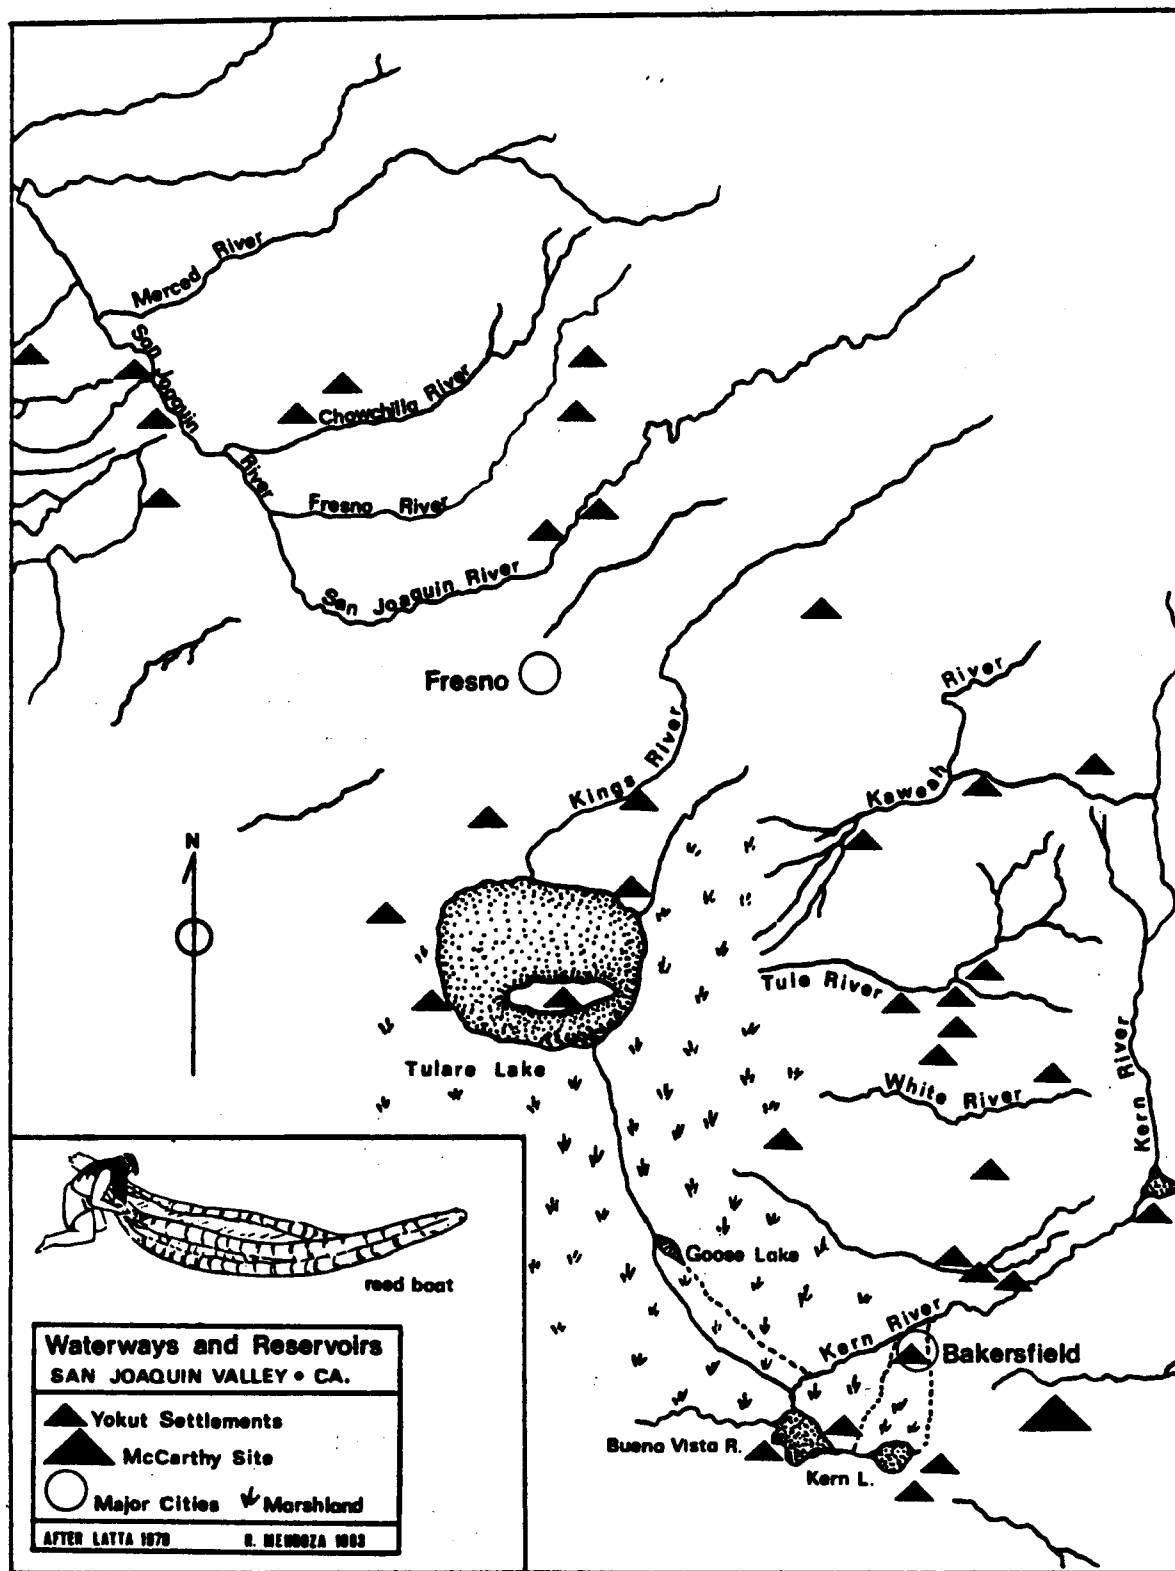 Merced River
San Joaquin River
Chowchilla River
Fresno River
San Joaquin River
Fresno
Kings River
Kaweah River
N
Tule River
Tulare Lake
White River
Kern River
Goose Lake
Kern River
Bakersfield
Buena Vista R.
Kern L.
reed boat
Waterways and Reservoirs
SAN JOAQUIN VALLEY • CA.
Yokut Settlements
McCarthy Site
Major Cities Marshland
AFTER LATTA 1978 R. MENDOZA 1983